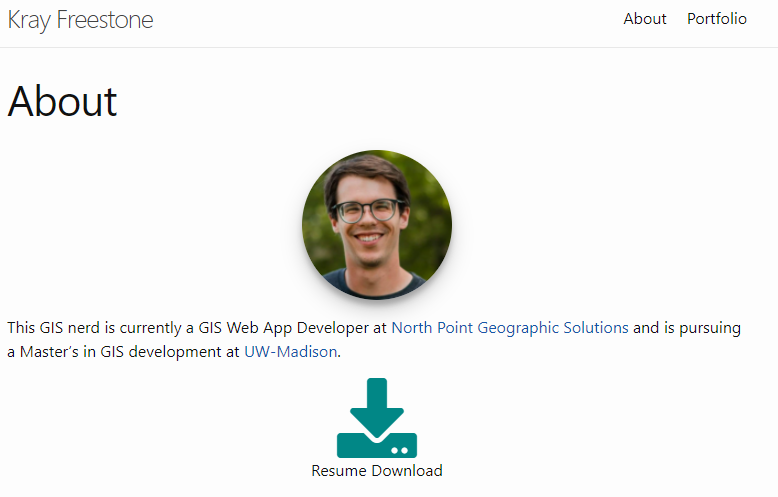 Kray Freestone
About
Portfolio
About
This GIS nerd is currently a GIS Web App Developer at North Point Geographic Solutions and is pursuing
a Master’s in GIS development at UW-Madison.
Resume Download